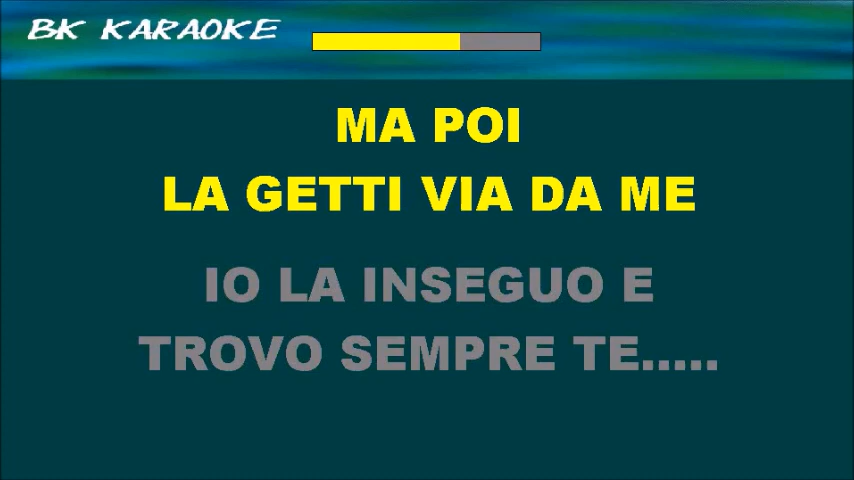 BK KARAOKE
MA POI
LA GETTI VIA DA ME
IO LA INSEGUO E
TROVO SEMPRE TE.....